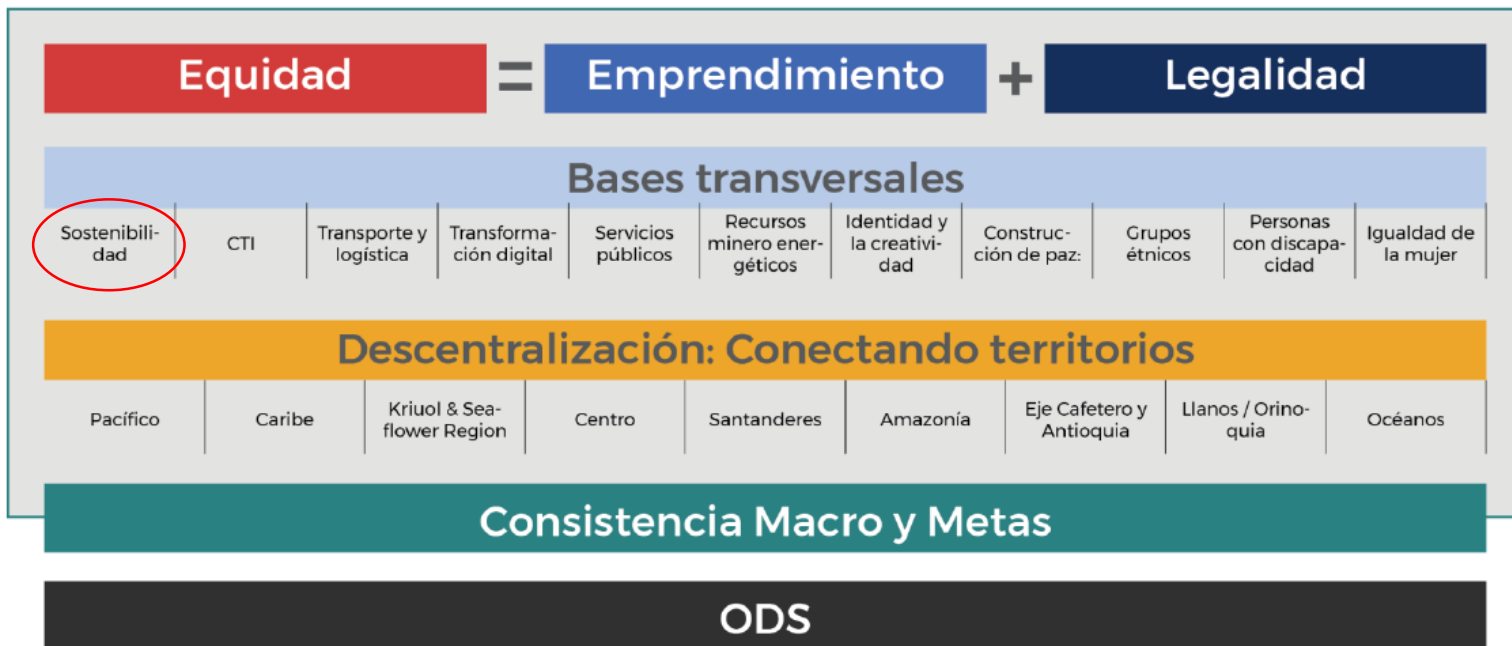 Equidad = Emprendimiento + Legalidad
Bases transversales
Sostenibili-
dad
CTI
Transporte y
logística
Transforma-
ción digital
Servicios
públicos
Recursos
minero ener-
géticos
Identidad y
la creativi-
dad
Construc-
ción de paz:
Grupos
étnicos
Personas
con discapa-
cidad
Igualdad de
la mujer
Descentralización: Conectando territorios
Pacífico
Caribe
Kriuol & Sea-
flower Region
Centro
Santanderes
Amazonía
Eje Cafetero y
Antioquia
Llanos / Orino-
quia
Océanos
Consistencia Macro y Metas
ODS